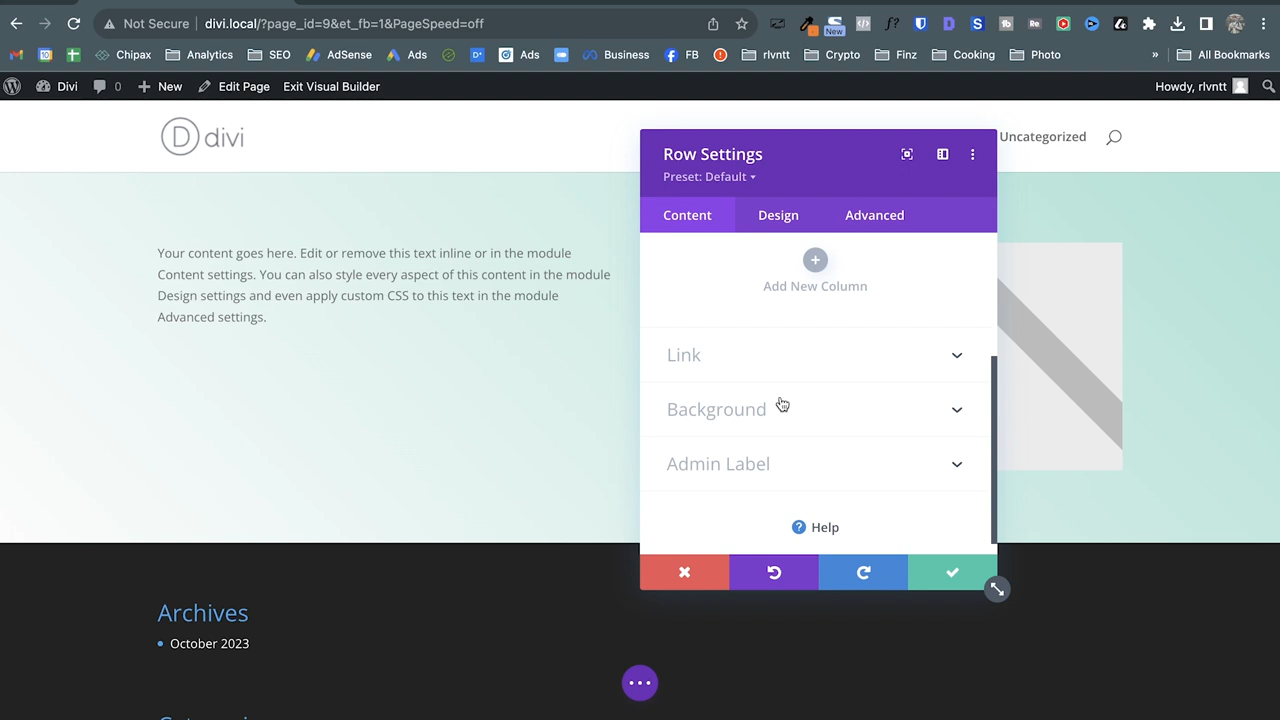 Not Secure divi.local/?page_id=9&et_fb=1&PageSpeed=off
New
Chipax Analytics SEO AdSense Ads Ads Business FB rlvntt Crypto Finz Cooking Photo » All Bookmarks
Divi 0 New Edit Page Exit Visual Builder Howdy, rlvntt
divi
Uncategorized
Row Settings
Preset: Default
Content Design Advanced
Your content goes here. Edit or remove this text inline or in the module
Content settings. You can also style every aspect of this content in the module
Design settings and even apply custom CSS to this text in the module
Advanced settings.
Add New Column
Link
Background
Admin Label
? Help
Archives
October 2023